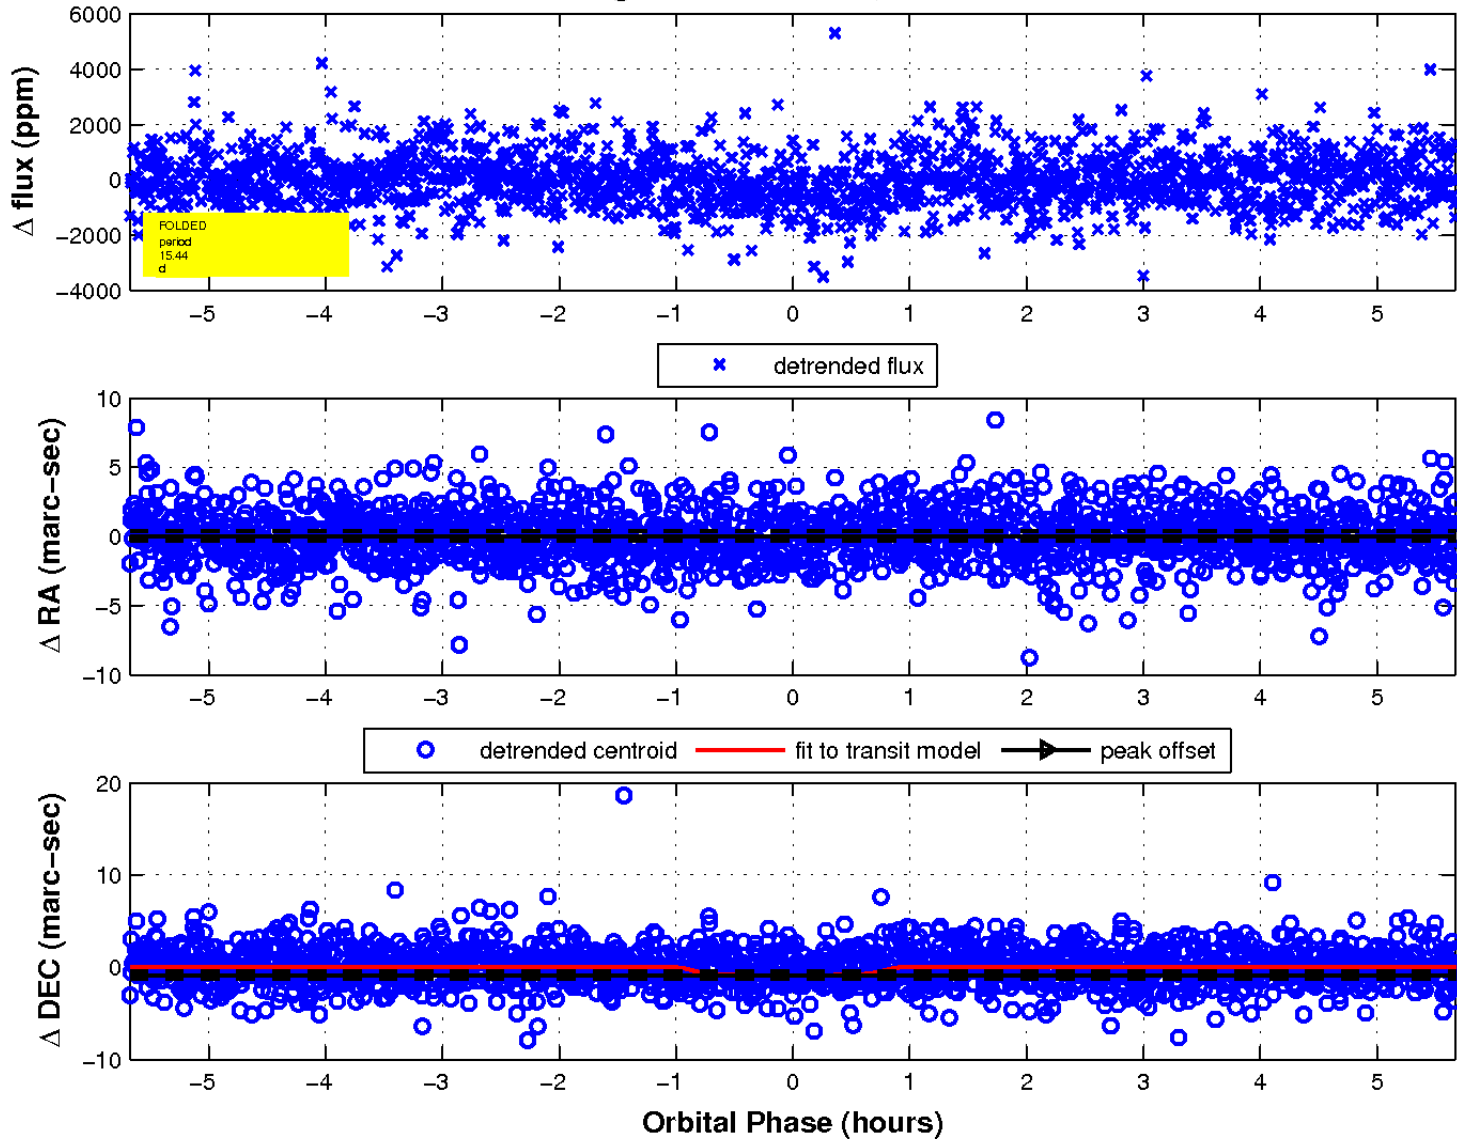 6000
4000
2000
0
−2000
−4000
Δ flux (ppm)
FOLDED
period
15.44
d
−5 −4 −3 −2 −1 0 1 2 3 4 5
detrended flux
10
5
0
−5
−10
Δ RA (marc−sec)
−5 −4 −3 −2 −1 0 1 2 3 4 5
detrended centroid fit to transit model peak offset
20
10
0
−10
Δ DEC (marc−sec)
−5 −4 −3 −2 −1 0 1 2 3 4 5
Orbital Phase (hours)